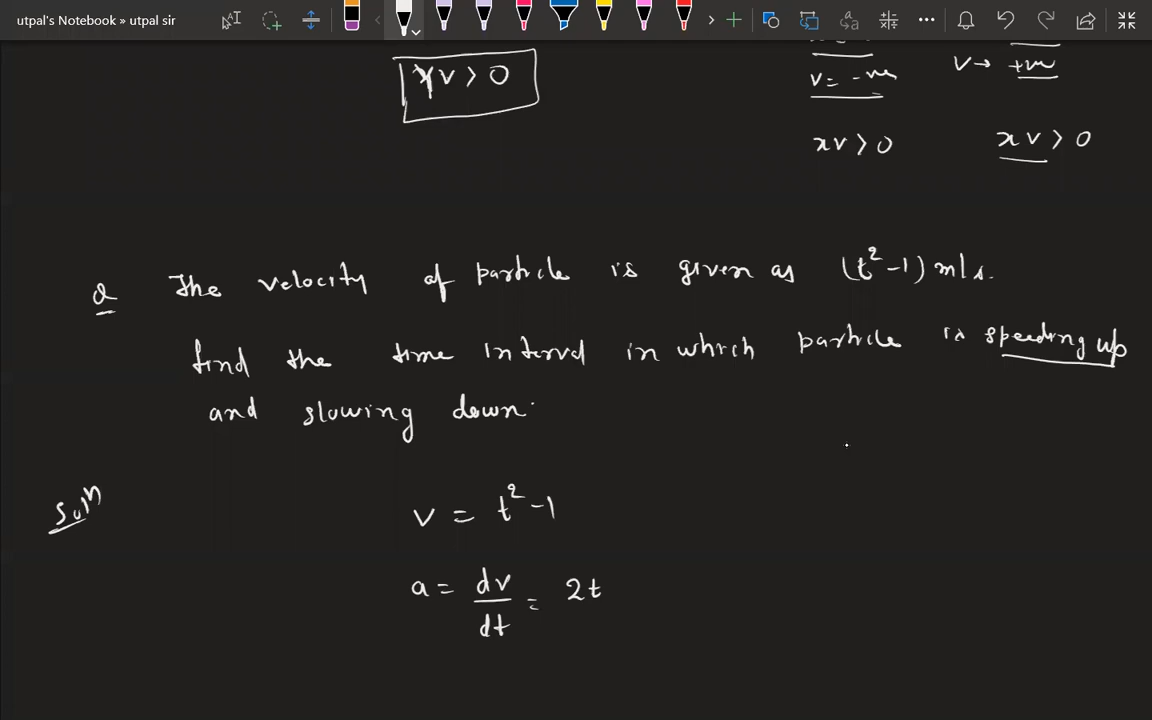 utpal's Notebook » utpal sir
xv > 0
v = -ve
v → +ve
xv > 0
xv > 0
Q The velocity of particle is given as (t² -1) m/s.
find the time interval in which particle is speeding up
and slowing down.
Solⁿ
v = t² -1
a = dv/dt = 2t